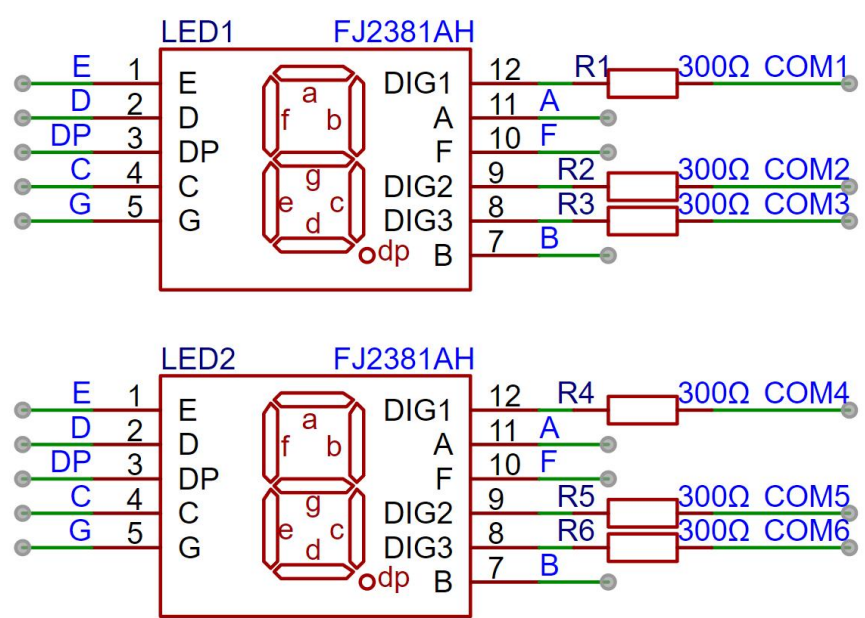 LED1 FJ2381AH
E 1 E DIG1 12 R1 300Ω COM1
D 2 D a A 11 A
DP 3 DP f b F 10 F
C 4 C g DIG2 9 R2 300Ω COM2
G 5 G e c DIG3 8 R3 300Ω COM3
d dp B 7 B
LED2 FJ2381AH
E 1 E DIG1 12 R4 300Ω COM4
D 2 D a A 11 A
DP 3 DP f b F 10 F
C 4 C g DIG2 9 R5 300Ω COM5
G 5 G e c DIG3 8 R6 300Ω COM6
d dp B 7 B